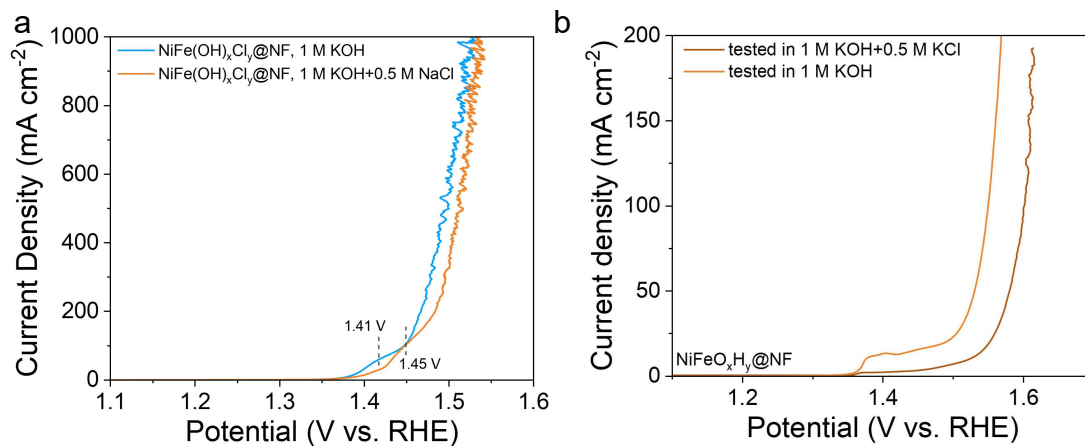 a
1000
800
600
400
200
0
Current Density (mA cm⁻²)
NiFe(OH)ₓClᵧ@NF, 1 M KOH
NiFe(OH)ₓClᵧ@NF, 1 M KOH+0.5 M NaCl
1.41 V
1.45 V
1.1 1.2 1.3 1.4 1.5 1.6
Potential (V vs. RHE)
b
200
150
100
50
0
Current density (mA cm⁻²)
tested in 1 M KOH+0.5 M KCl
tested in 1 M KOH
NiFeOₓHᵧ@NF
1.2 1.4 1.6
Potential (V vs. RHE)